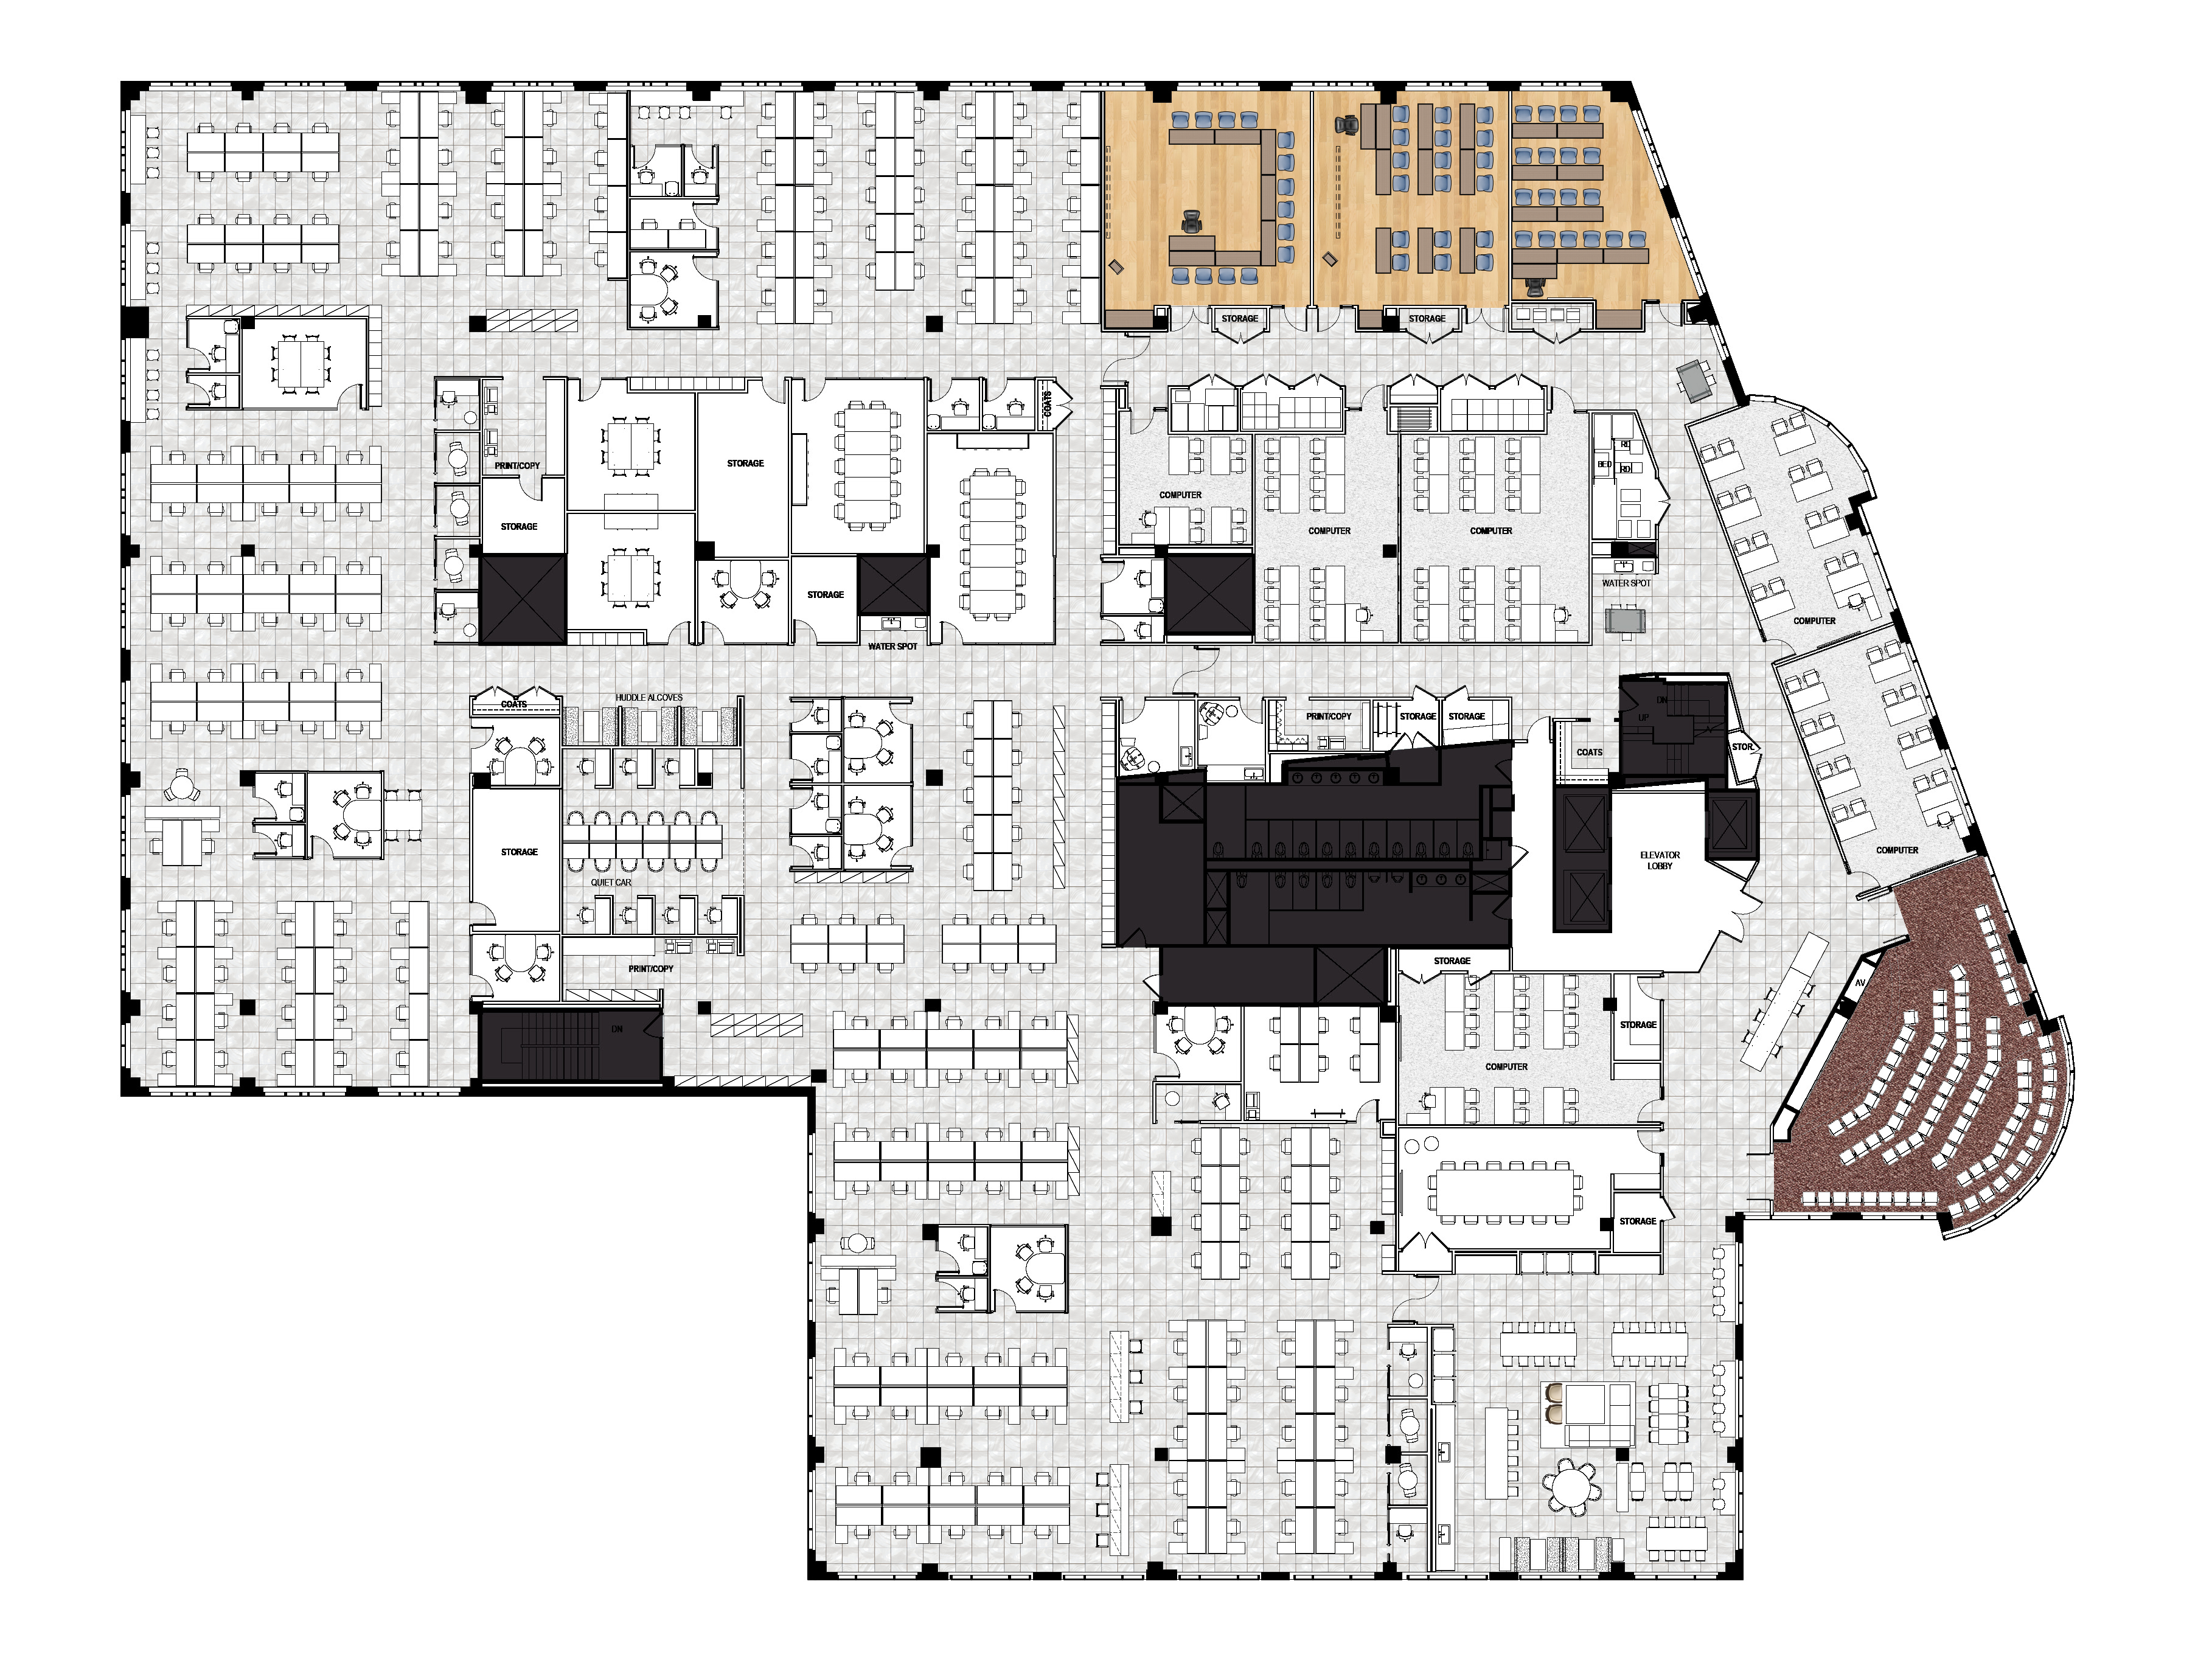 STORAGE
STORAGE
COATS
RD
BED
RD
PRINT/COPY
STORAGE
COMPUTER
STORAGE
COMPUTER
COMPUTER
WATER SPOT
STORAGE
COMPUTER
WATER SPOT
HUDDLE ALCOVES
COATS
DN
UP
PRINT/COPY
STORAGE
STORAGE
COATS
STOR.
STORAGE
ELEVATOR
LOBBY
COMPUTER
QUIET CAR
PRINT/COPY
STORAGE
AV
DN
STORAGE
COMPUTER
STORAGE